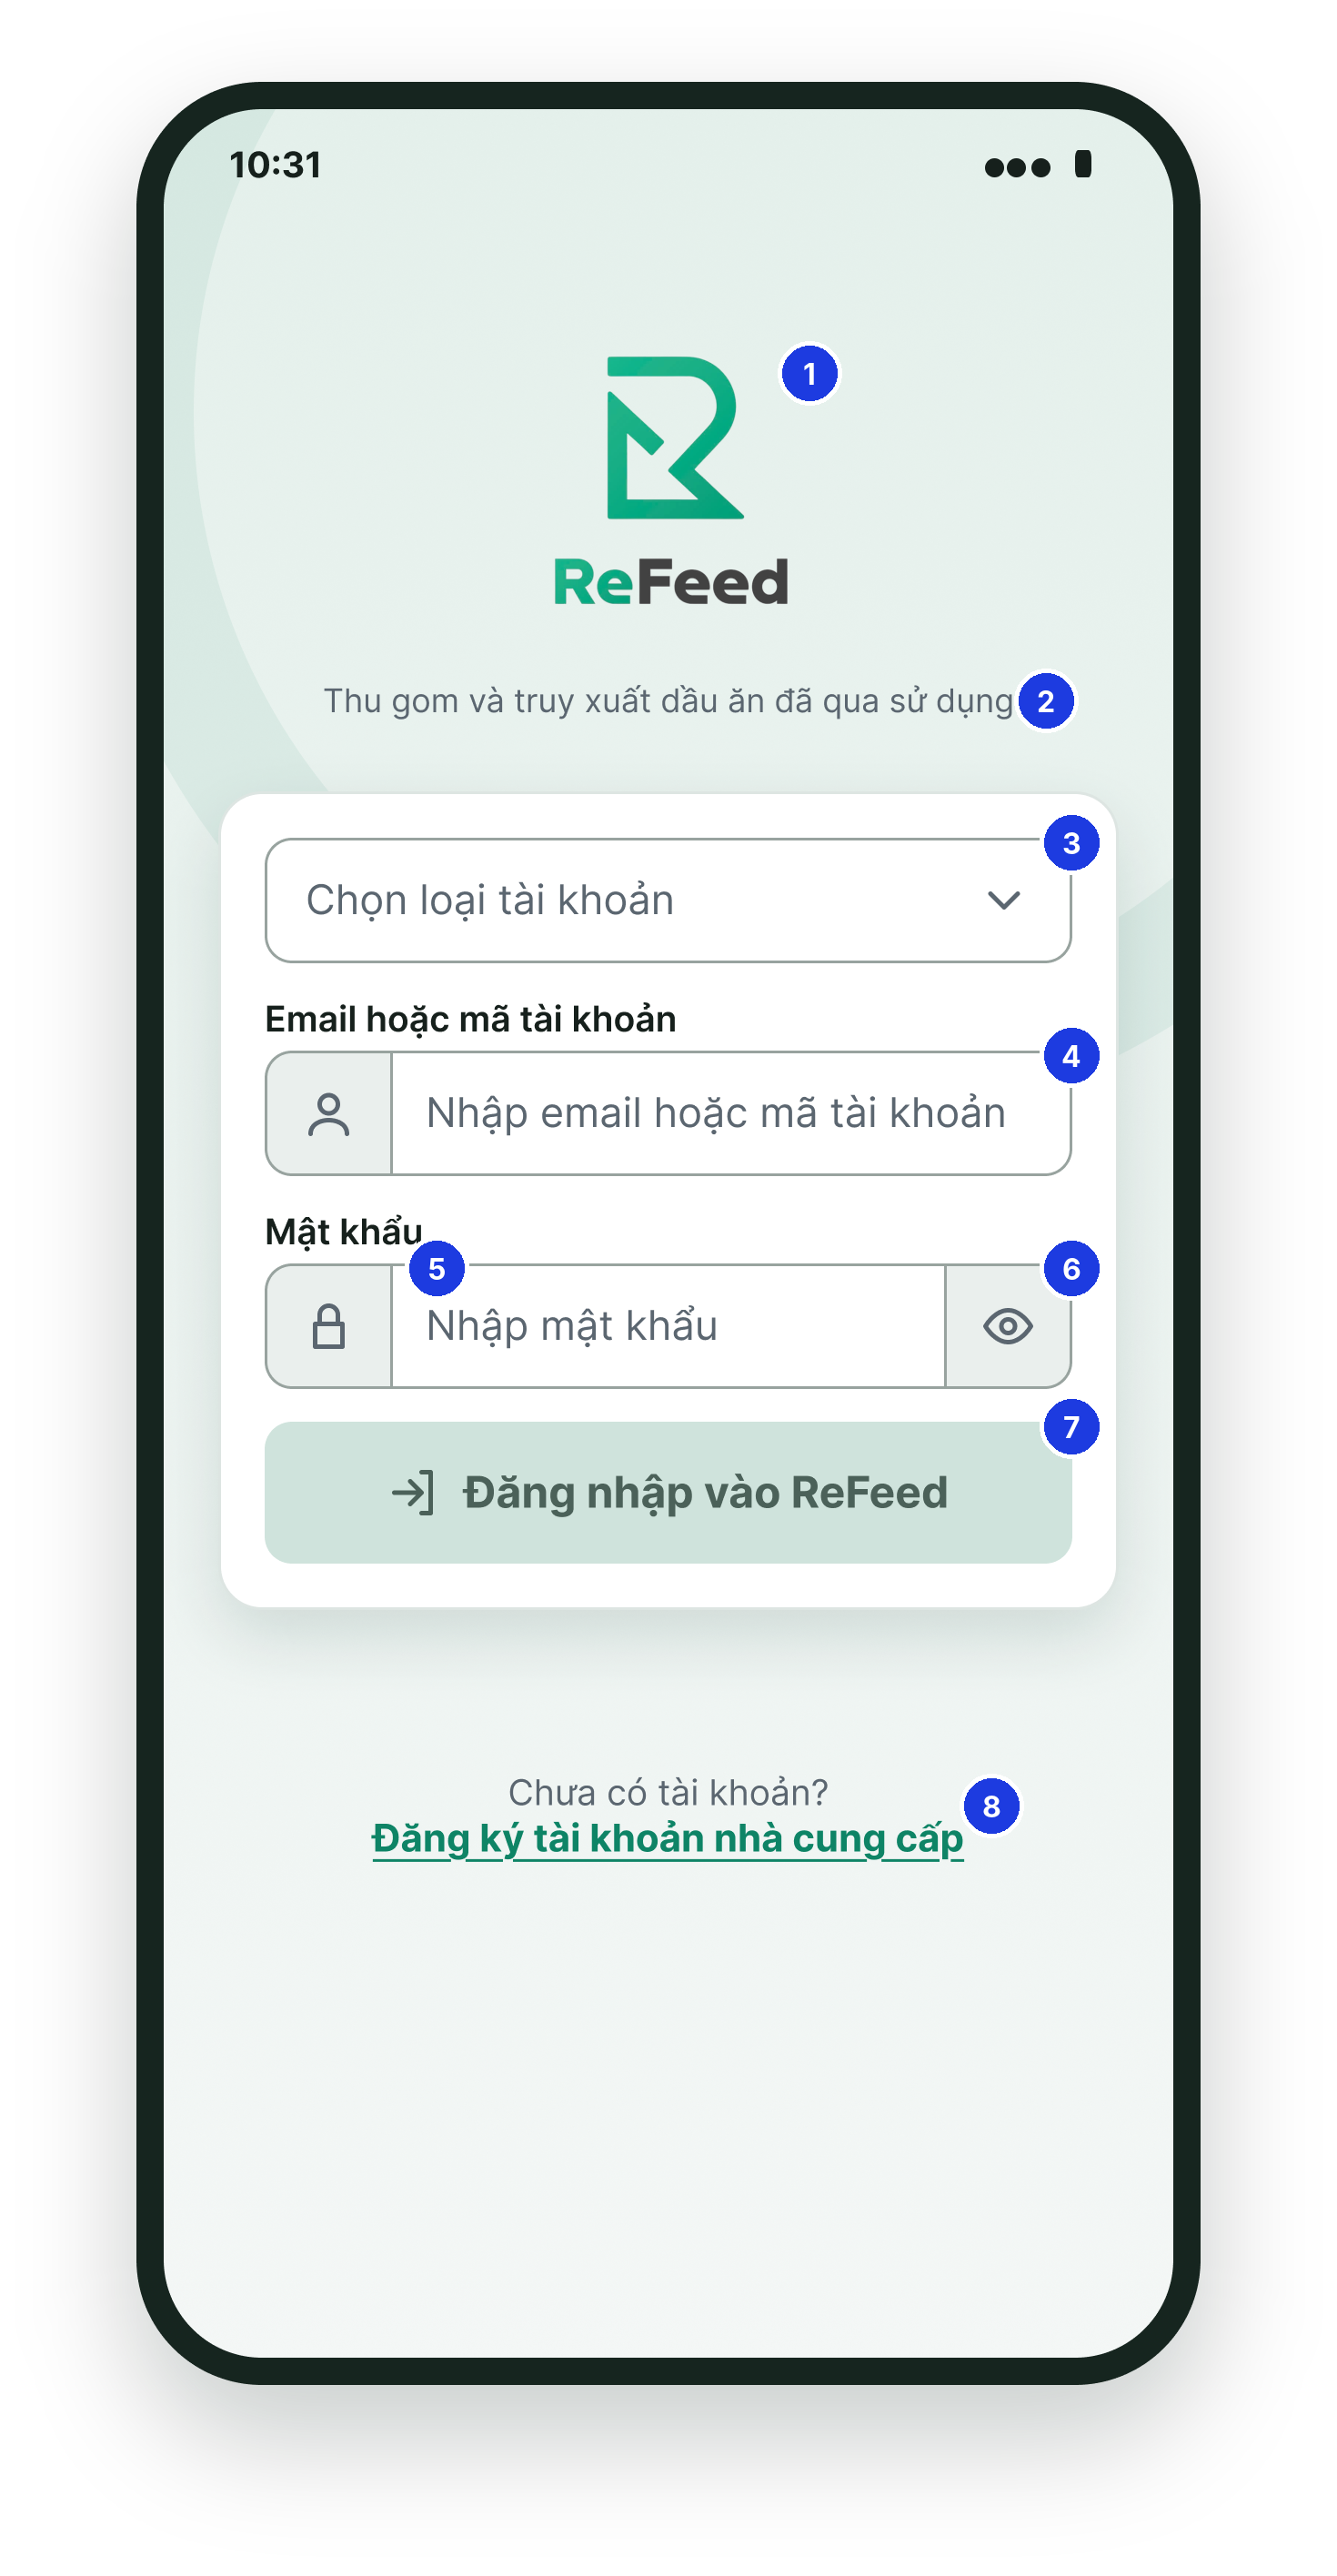 10:31
1
ReFeed
Thu gom và truy xuất dầu ăn đã qua sử dụng 2
3
Chọn loại tài khoản
Email hoặc mã tài khoản
4
Nhập email hoặc mã tài khoản
Mật khẩu
5 6
Nhập mật khẩu
7
Đăng nhập vào ReFeed
Chưa có tài khoản?
8
Đăng ký tài khoản nhà cung cấp